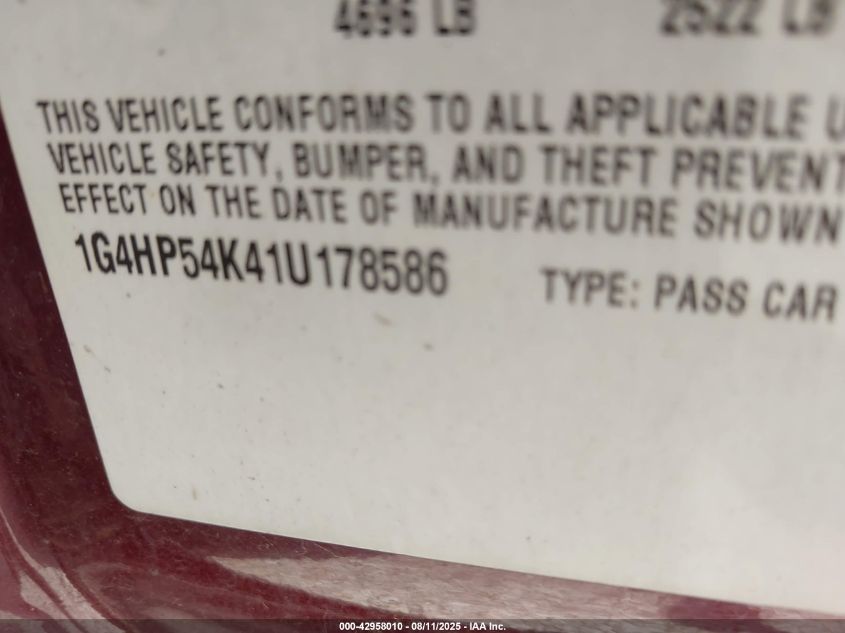 4696 LB 2522 LB
THIS VEHICLE CONFORMS TO ALL APPLICABLE U
VEHICLE SAFETY, BUMPER, AND THEFT PREVENT
EFFECT ON THE DATE OF MANUFACTURE SHOWN
1G4HP54K41U178586 TYPE: PASS CAR
000-42958010 - 08/11/2025 - IAA Inc.